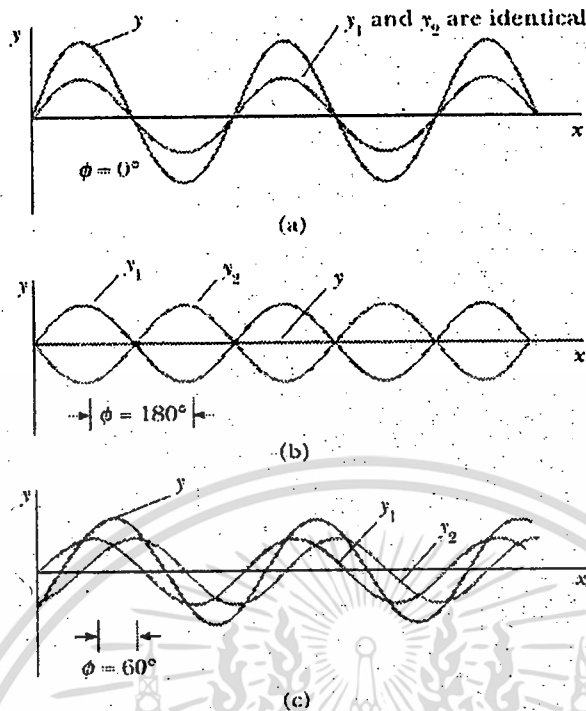 y
y
y₁ and y₂ are identical
x
ϕ = 0°
(a)
y
y₁
y₂
y
x
ϕ = 180°
(b)
y
y
y₁
y₂
x
ϕ = 60°
(c)